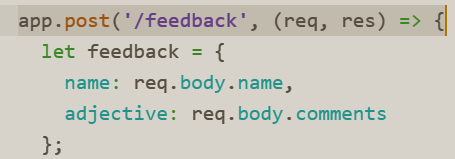 app.post('/feedback', (req, res) => {
  let feedback = {
    name: req.body.name,
    adjective: req.body.comments
  };